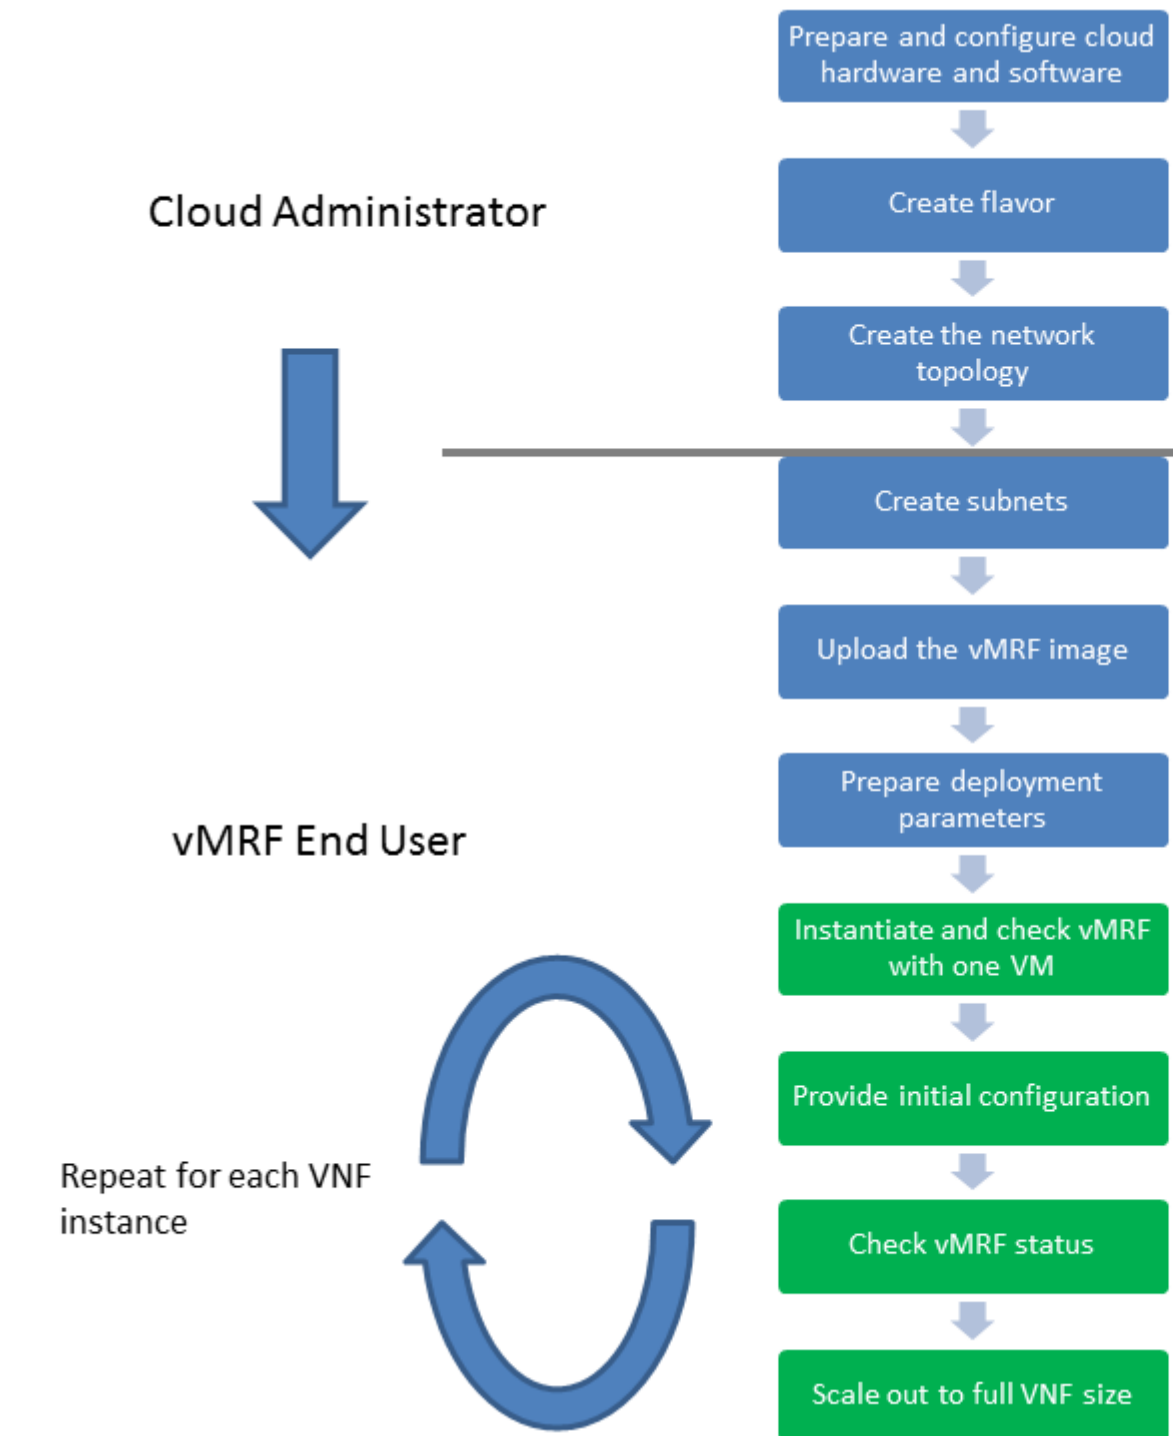 Prepare and configure cloud
hardware and software
Cloud Administrator
Create flavor
Create the network
topology
Create subnets
Upload the vMRF image
Prepare deployment
parameters
vMRF End User
Instantiate and check vMRF
with one VM
Provide initial configuration
Repeat for each VNF
instance
Check vMRF status
Scale out to full VNF size